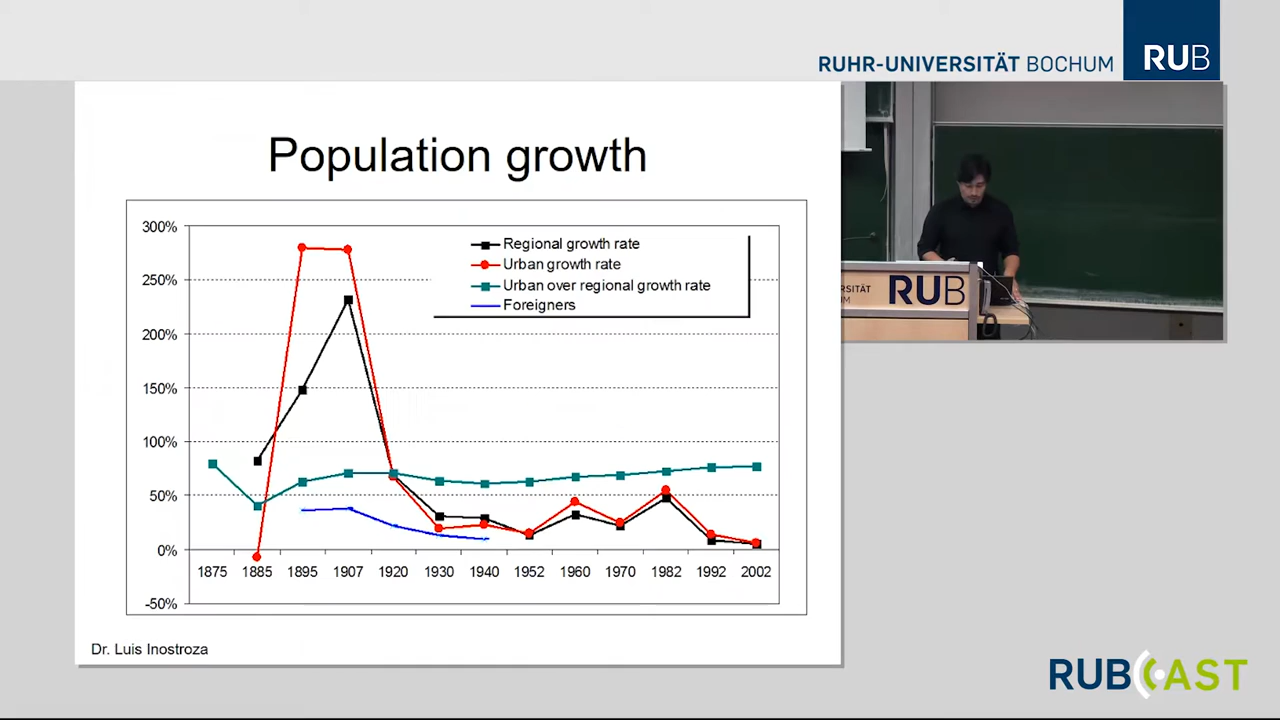 RUHR-UNIVERSITÄT BOCHUM
RUB
Population growth
300%
250%
200%
150%
100%
50%
0%
-50%
Regional growth rate
Urban growth rate
Urban over regional growth rate
Foreigners
1875 1885 1895 1907 1920 1930 1940 1952 1960 1970 1982 1992 2002
Dr. Luis Inostroza
RSITÄT
UM
RUB
RUBCAST